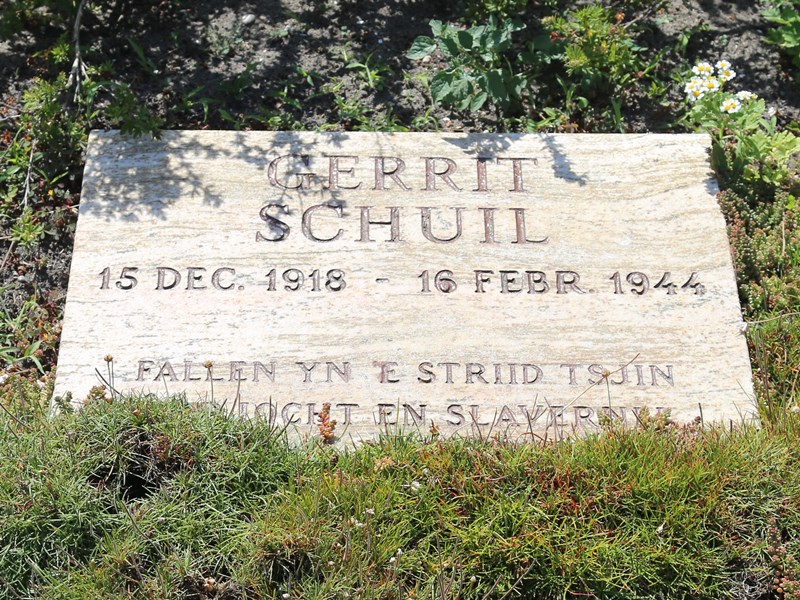 GERRIT
SCHUIL
15 DEC. 1918 - 16 FEBR. 1944
FALLEN YN 'E STRIID TSJIN
EN